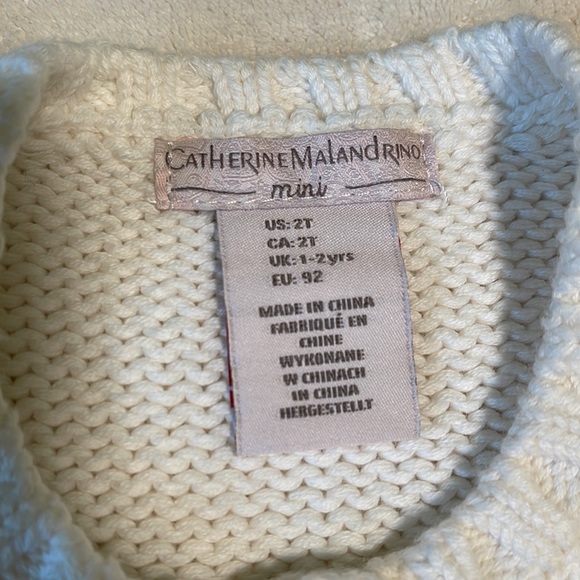 CATHERINE MALANDRINO
mini
US: 2T
CA: 2T
UK: 1-2yrs
EU: 92
MADE IN CHINA
FABRIQUÉ EN
CHINE
WYKONANE
W CHINACH
IN CHINA
HERGESTELLT